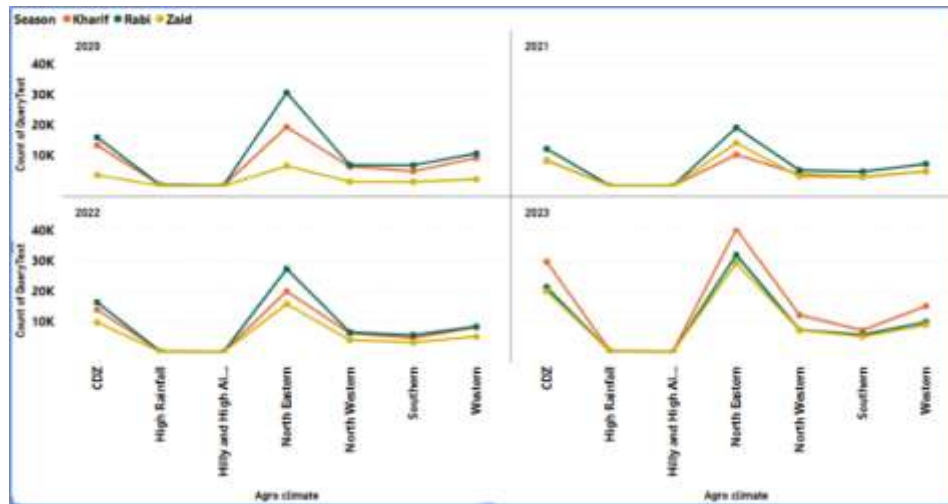 Season Kharif Rabi Zaid
2020
2021
Count of QueryText
40K
30K
20K
10K
2022
2023
Count of QueryText
40K
30K
20K
10K
CDZ
High Rainfall
Hilly and High Al...
North Eastern
North Western
Southern
Western
CDZ
High Rainfall
Hilly and High Al...
North Eastern
North Western
Southern
Western
Agro climate
Agro climate